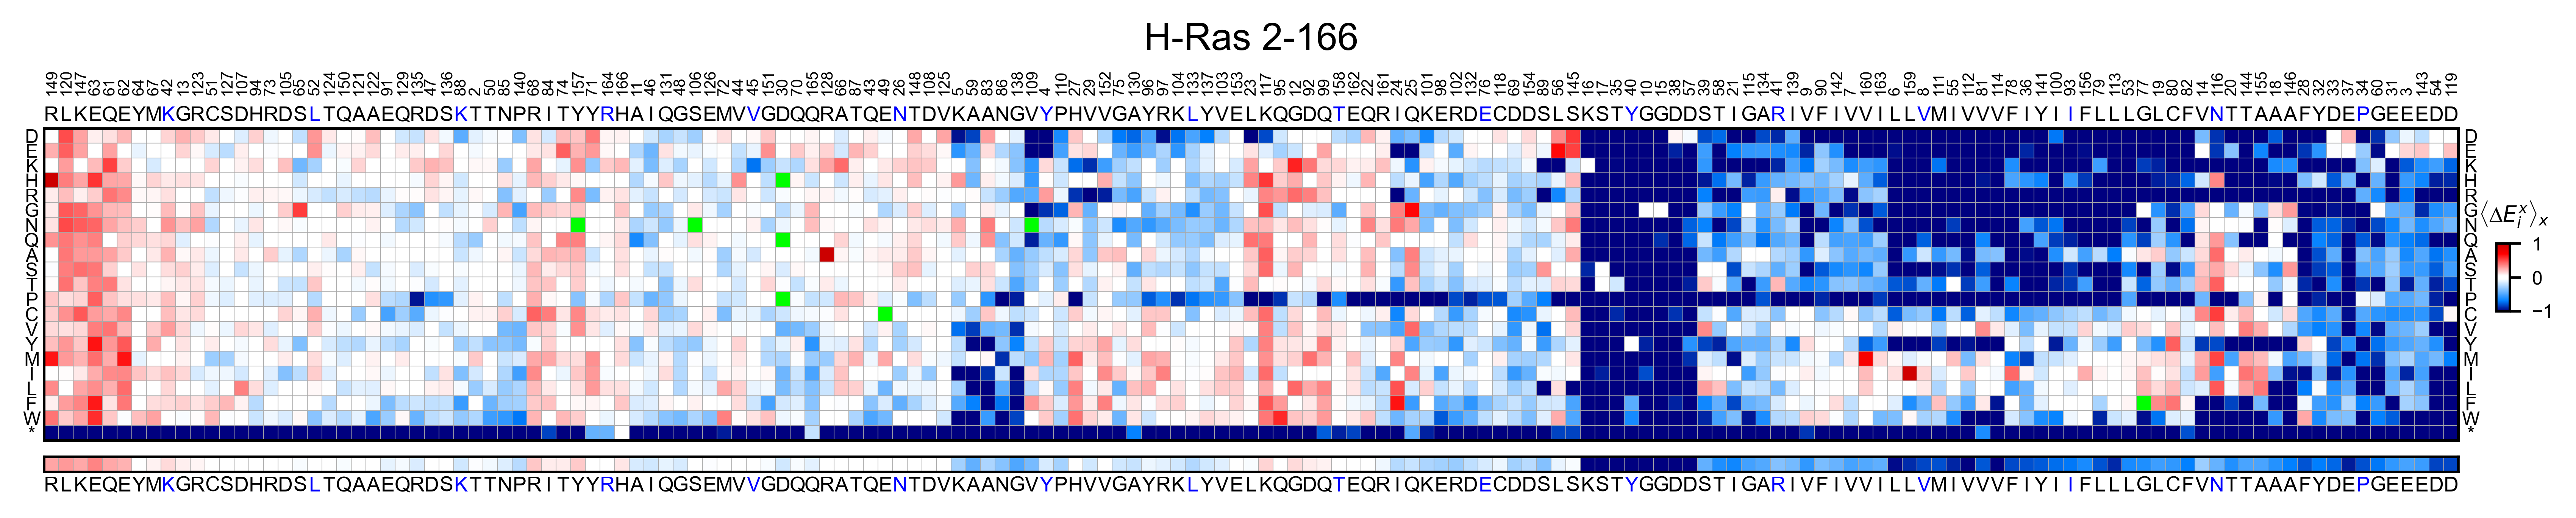 H-Ras 2-166
149 120 147 63 61 62 64 67 42 13 123 51 127 107 94 73 105 65 52 124 150 121 122 91 129 135 47 136 88 2 50 85 140 68 84 74 157 71 164 166 11 46 131 48 106 126 72 44 45 151 30 70 165 128 66 87 43 49 26 148 108 125 5 59 83 86 138 109 4 110 27 29 152 75 130 96 97 104 133 137 103 153 23 117 95 12 92 99 158 162 22 161 24 25 101 98 102 132 76 118 69 154 89 56 145 16 17 35 40 10 15 38 57 39 58 21 115 134 41 139 9 90 142 7 160 163 6 159 8 111 55 112 81 114 78 36 141 100 93 156 79 113 53 77 19 80 82 14 116 20 144 155 18 146 28 32 33 37 34 60 31 3 143 54 119
RLKEQEYMKGRCSDHRDSLTQAAEQRDSKTTNPRITYYRHAIQGSEMVVGDQQRATQENTDVKAANGVYPHVVGAYRKLYVELKQGDQTEQRIQKERDECDDSLSKSTYGGDDSTIGARIVFIVVILLVMIVVVFIYIIFLLLGLCFVNTTAAAFYDEPGEEEDD
D D
E E
K K
H H
R R
G G ⟨ΔEᵢˣ⟩ₓ
N N
Q Q
A A 1
S S
T T 0
P P
C C −1
V V
Y Y
M M
I I
L L
F F
W W
* *
RLKEQEYMKGRCSDHRDSLTQAAEQRDSKTTNPRITYYRHAIQGSEMVVGDQQRATQENTDVKAANGVYPHVVGAYRKLYVELKQGDQTEQRIQKERDECDDSLSKSTYGGDDSTIGARIVFIVVILLVMIVVVFIYIIFLLLGLCFVNTTAAAFYDEPGEEEDD